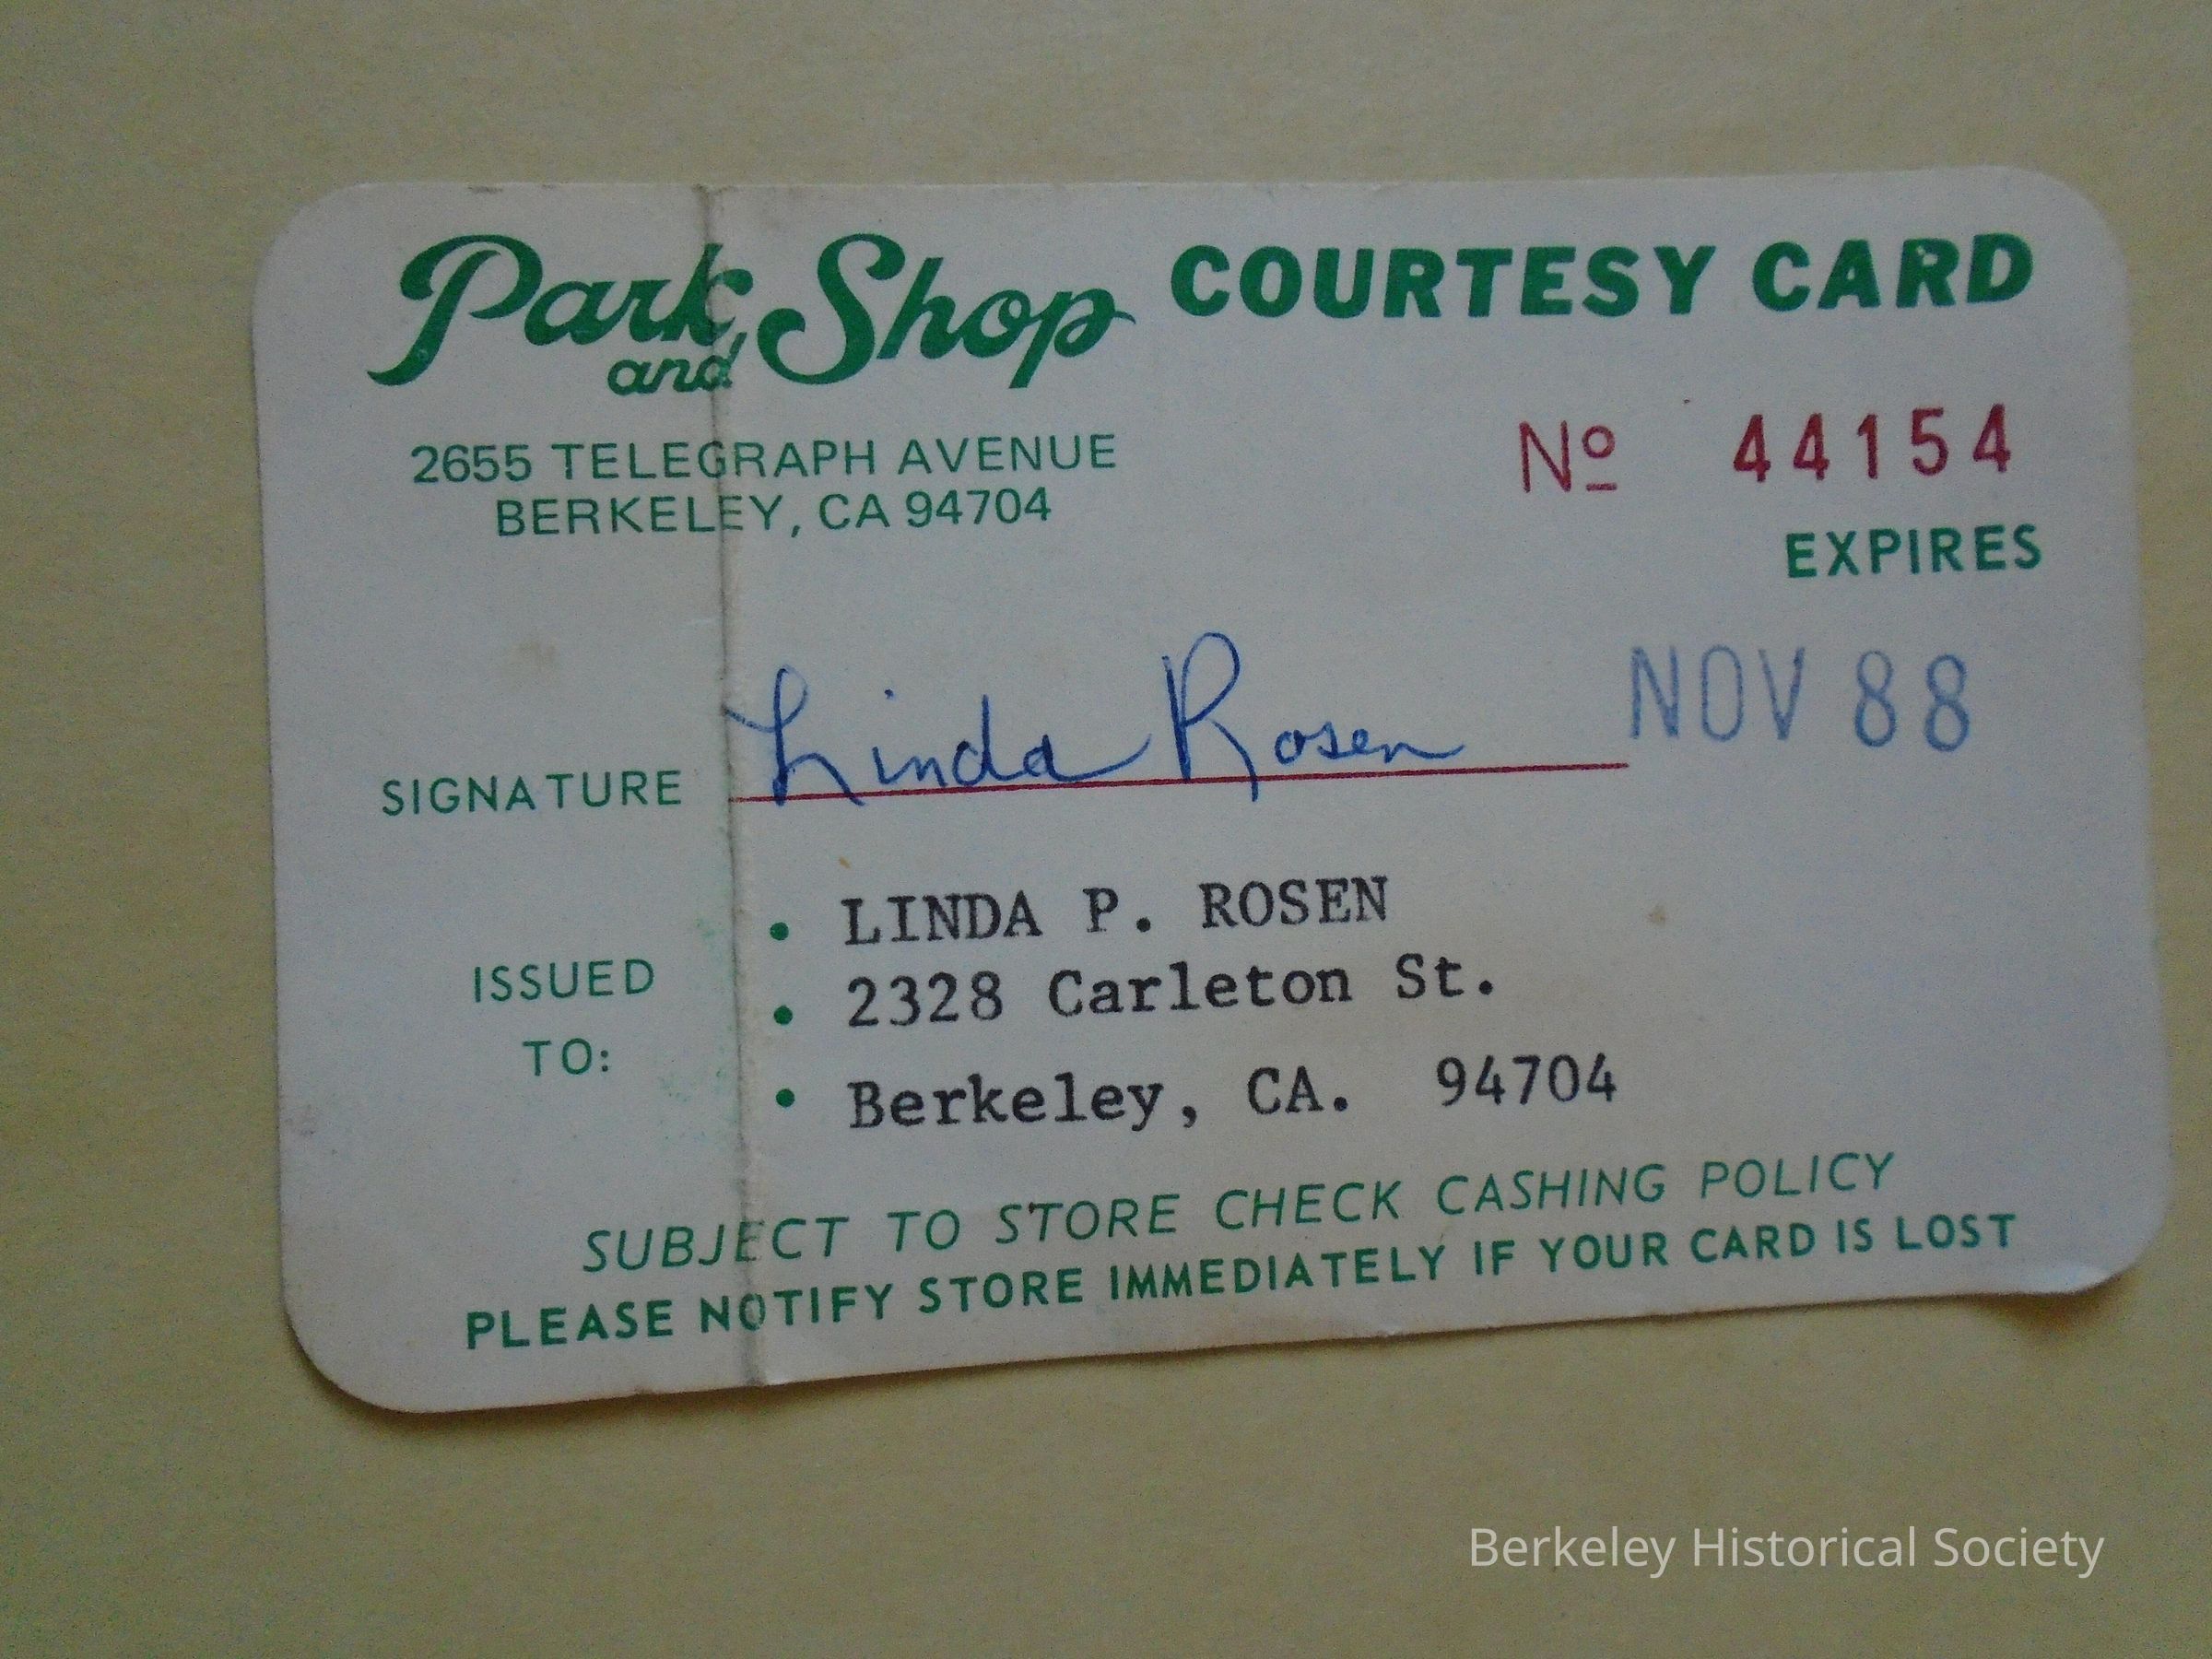 Park and Shop COURTESY CARD
2655 TELEGRAPH AVENUE
BERKELEY, CA 94704
Nº 44154
EXPIRES
NOV 88
SIGNATURE Linda Rosen
ISSUED TO:
• LINDA P. ROSEN
• 2328 Carleton St.
• Berkeley, CA. 94704
SUBJECT TO STORE CHECK CASHING POLICY
PLEASE NOTIFY STORE IMMEDIATELY IF YOUR CARD IS LOST
Berkeley Historical Society